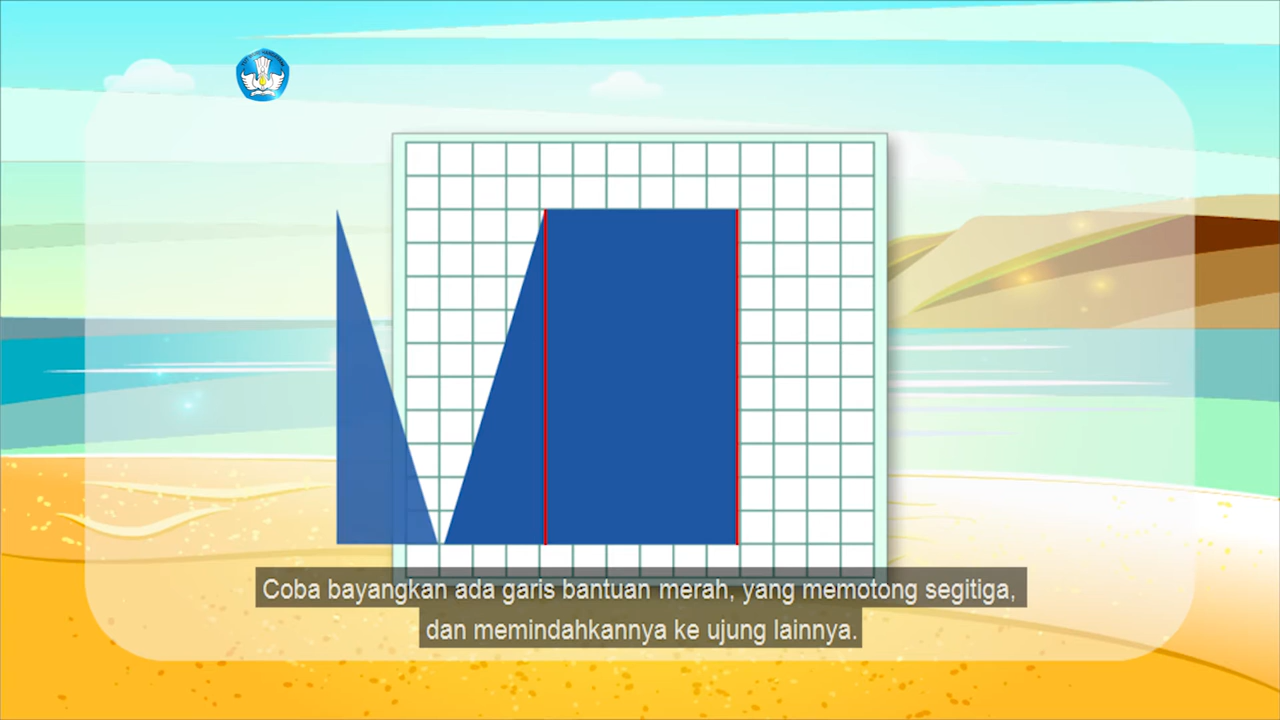 Coba bayangkan ada garis bantuan merah, yang memotong segitiga,
dan memindahkannya ke ujung lainnya.